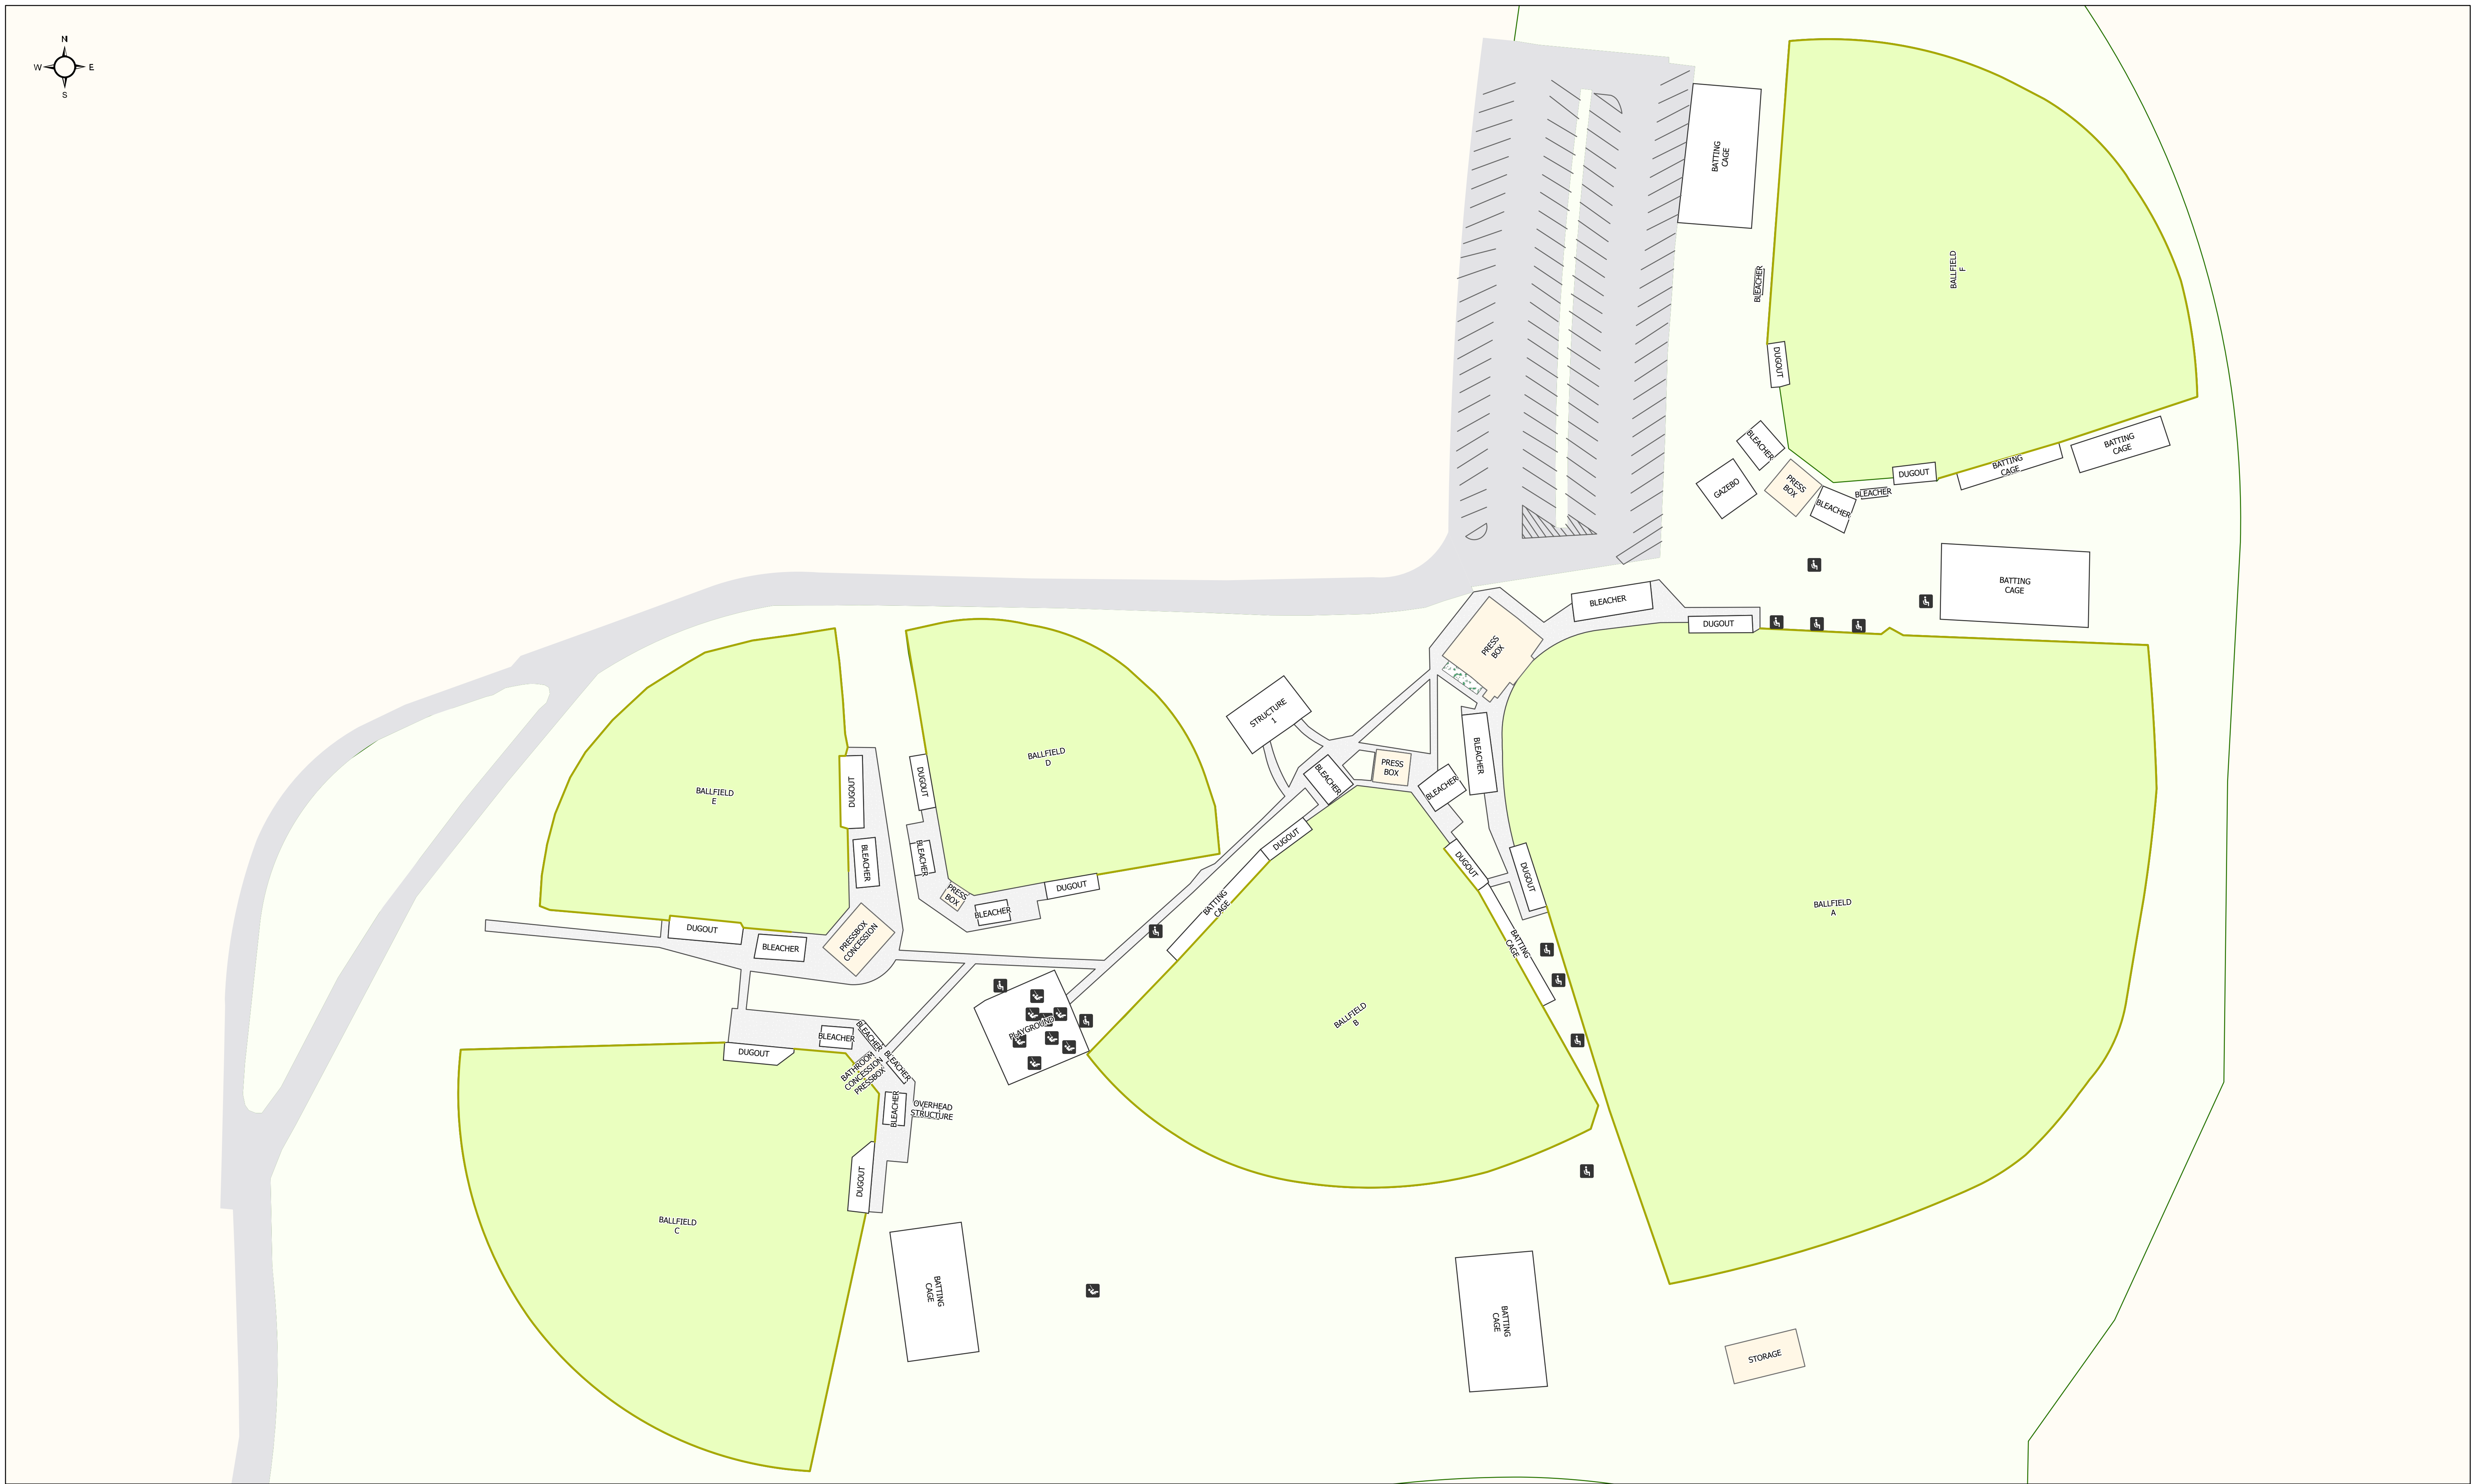 N
W
E
S
BATTING
CAGE
BALLFIELD
F
BLEACHER
DUGOUT
BLEACHER
GAZEBO
PRESS
BOX
BLEACHER
BLEACHER
DUGOUT
BATTING
CAGE
BATTING
CAGE
BATTING
CAGE
BLEACHER
DUGOUT
PRESS
BOX
STRUCTURE
1
BLEACHER
PRESS
BOX
BLEACHER
BLEACHER
DUGOUT
BATTING
CAGE
DUGOUT
DUGOUT
BATTING
CAGE
BALLFIELD
A
BALLFIELD
B
BALLFIELD
D
DUGOUT
BLEACHER
PRESS
BOX
BLEACHER
DUGOUT
BALLFIELD
E
DUGOUT
BLEACHER
PRESSBOX
CONCESSION
DUGOUT
BLEACHER
PLAYGROUND
BLEACHER
BLEACHER
DUGOUT
BATHROOM
CONCESSION
PRESSBOX
BLEACHER
BLEACHER
OVERHEAD
STRUCTURE
DUGOUT
BALLFIELD
C
BATTING
CAGE
BATTING
CAGE
STORAGE